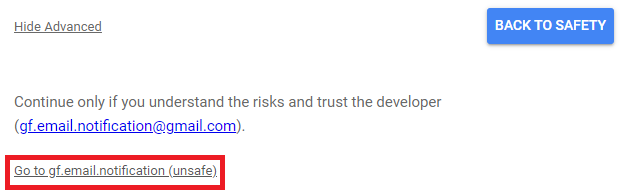 Hide Advanced
BACK TO SAFETY
Continue only if you understand the risks and trust the developer
(gf.email.notification@gmail.com).
Go to gf.email.notification (unsafe)